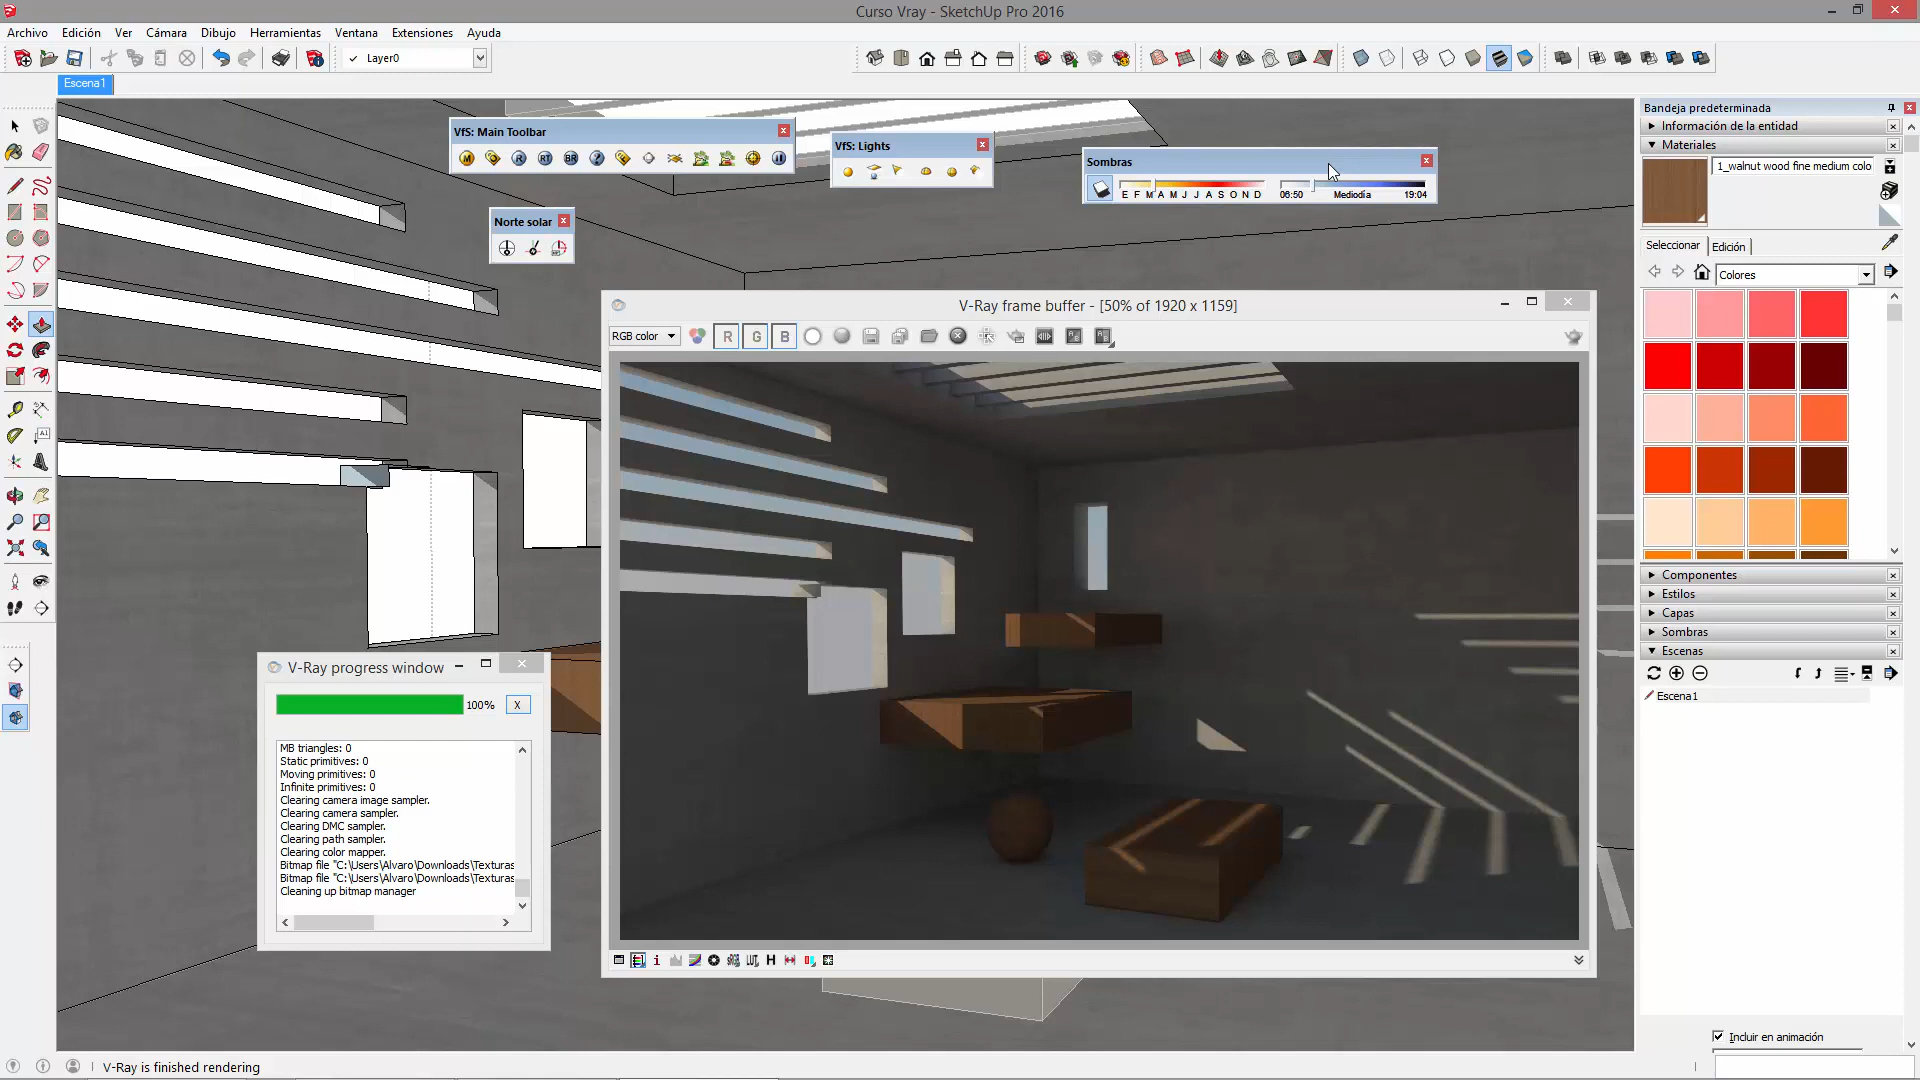 Curso Vray - SketchUp Pro 2016
Archivo Edición Ver Cámara Dibujo Herramientas Ventana Extensiones Ayuda
Layer0
Escena1
VfS: Main Toolbar
M R RT BR ?
VfS: Lights
Sombras
E F M A M J J A S O N D 06:50 Mediodía 19:04
Norte solar
V-Ray frame buffer - [50% of 1920 x 1159]
RGB color R G B
V-Ray progress window
100% X
MB triangles: 0
Static primitives: 0
Moving primitives: 0
Infinite primitives: 0
Clearing camera image sampler.
Clearing camera sampler.
Clearing DMC sampler.
Clearing path sampler.
Clearing color mapper.
Bitmap file "C:\Users\Alvaro\Downloads\Texturas
Bitmap file "C:\Users\Alvaro\Downloads\Texturas
Cleaning up bitmap manager
LUT H
Bandeja predeterminada
Información de la entidad
Materiales
1_walnut wood fine medium colo
Seleccionar Edición
Colores
Componentes
Estilos
Capas
Sombras
Escenas
Escena1
Incluir en animación
V-Ray is finished rendering